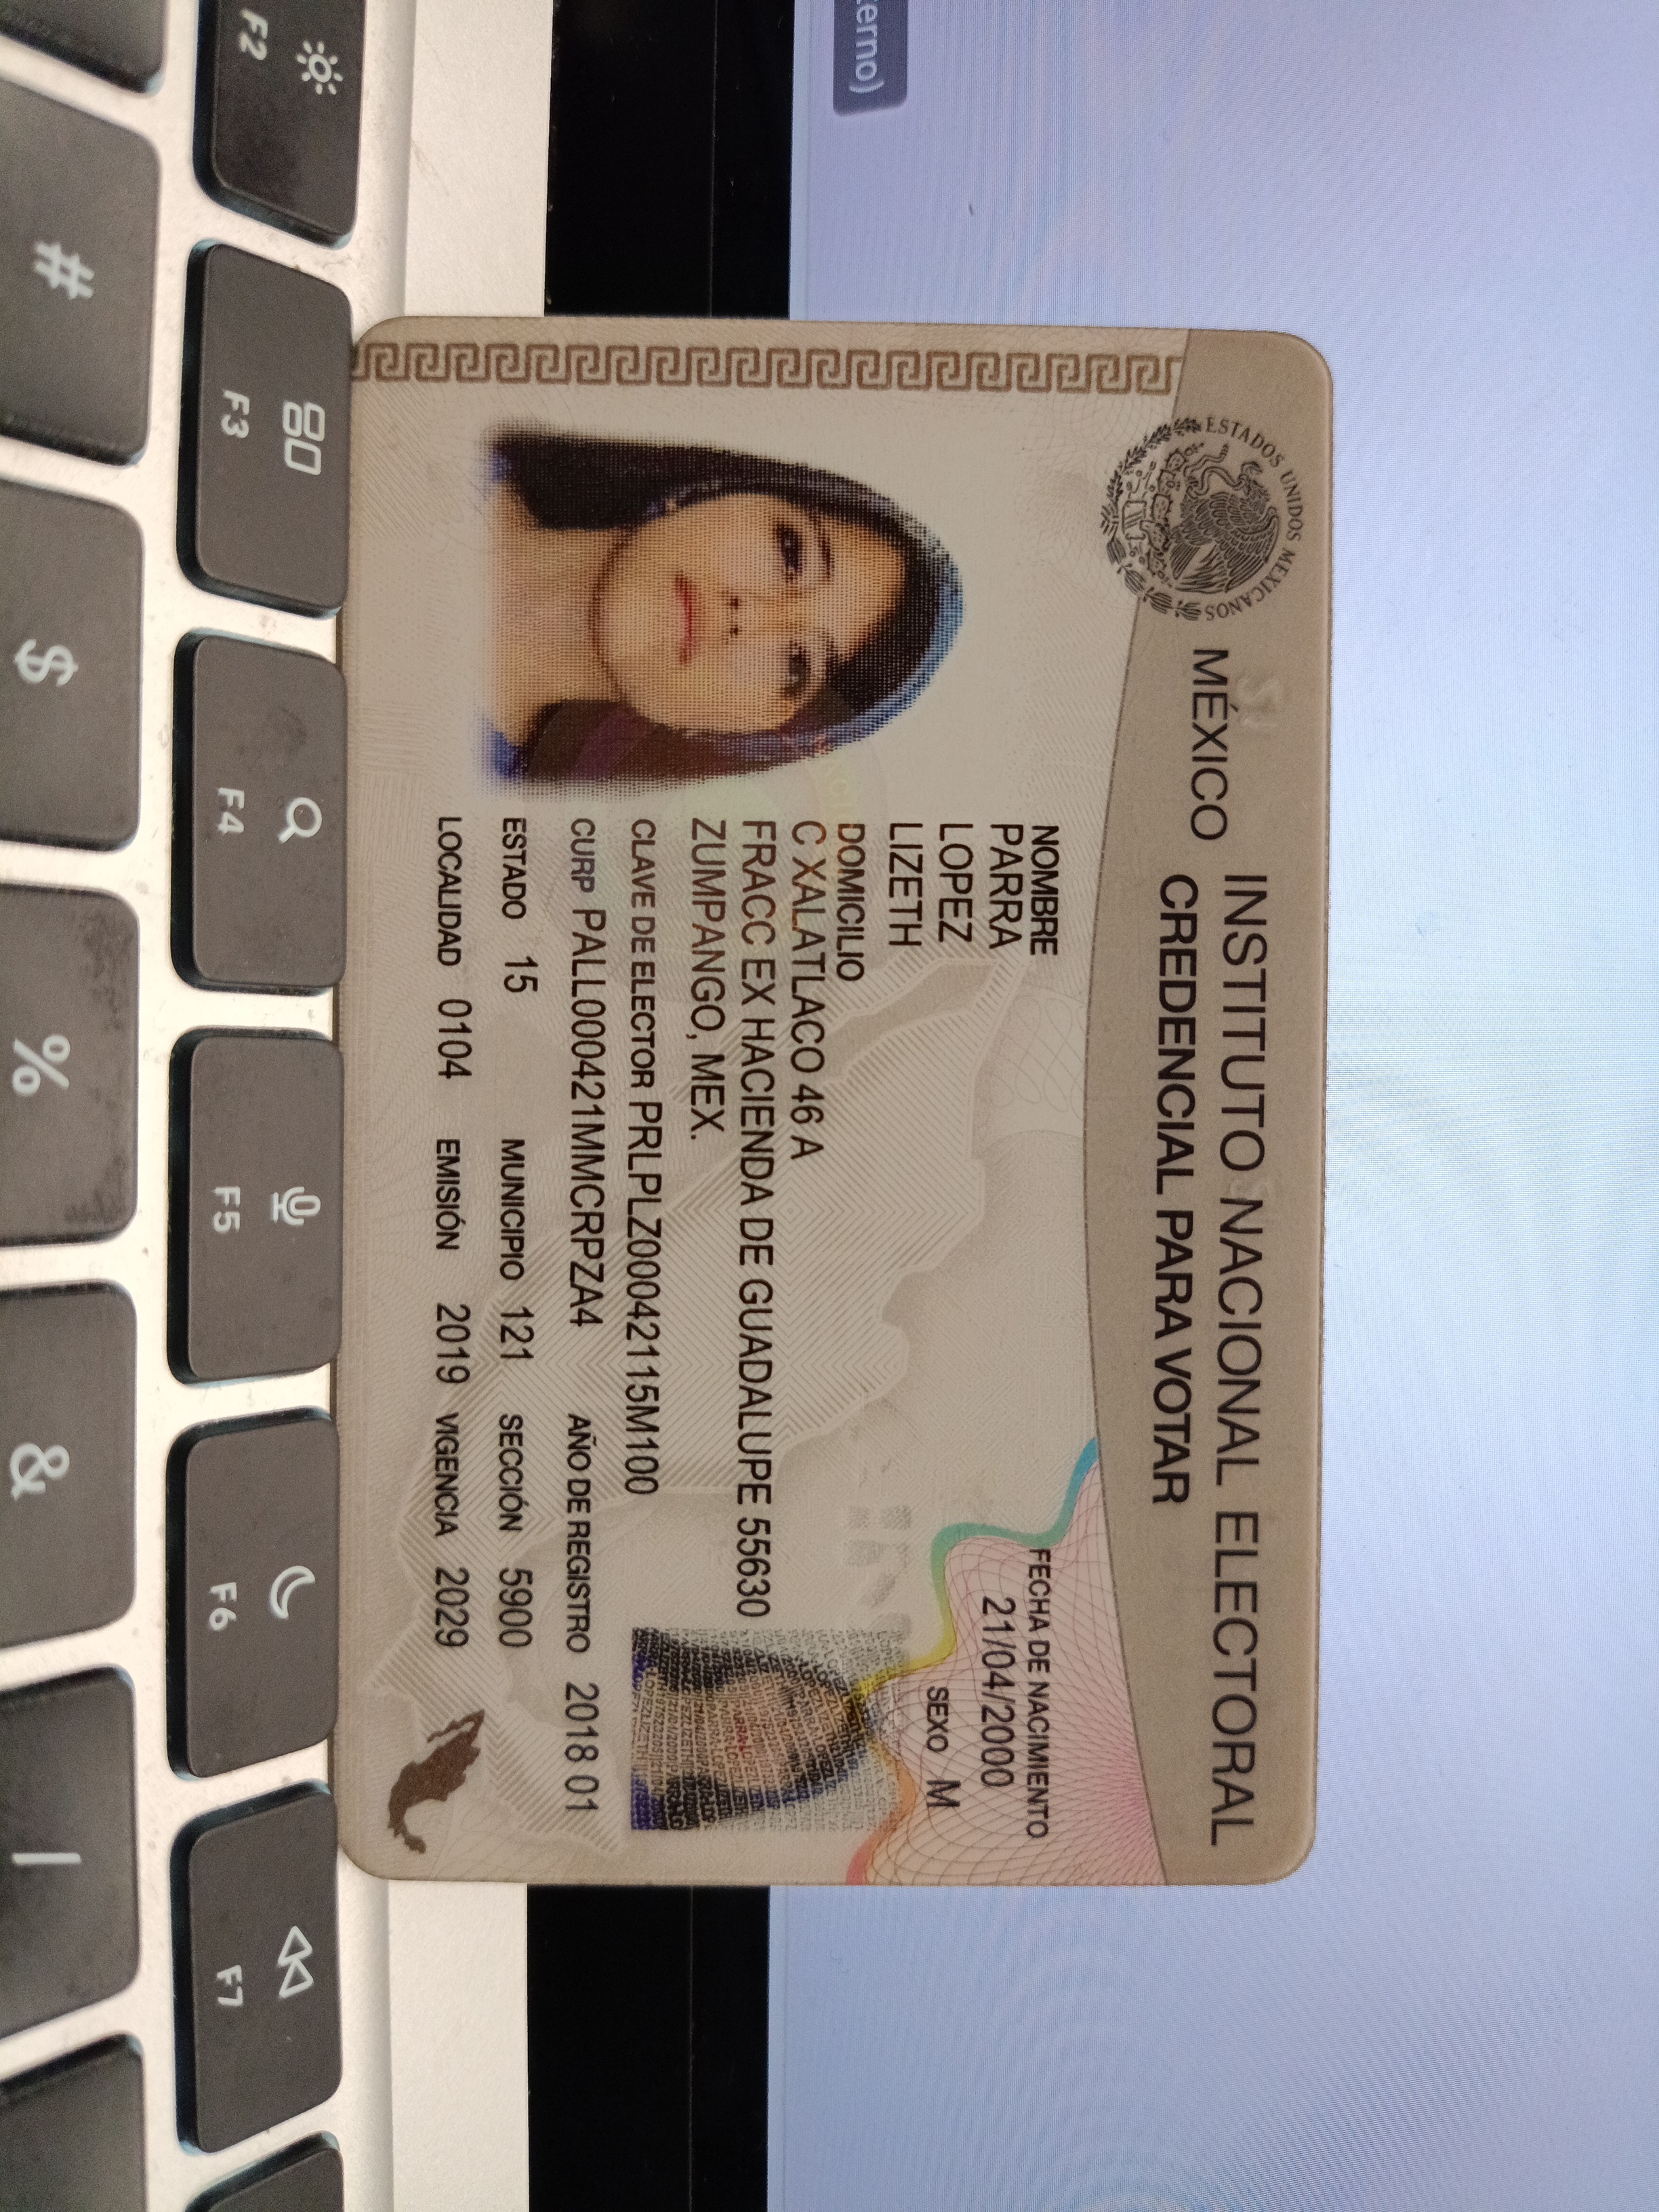 ESTADOS UNIDOS MEXICANOS
MÉXICO INSTITUTO NACIONAL ELECTORAL
CREDENCIAL PARA VOTAR
NOMBRE
PARRA
LOPEZ
LIZETH
FECHA DE NACIMIENTO
21/04/2000
SEXO M
DOMICILIO
C XALATLACO 46 A
FRACC EX HACIENDA DE GUADALUPE 55630
ZUMPANGO, MEX.
CLAVE DE ELECTOR PRLPLZ00042115M100
CURP PALL000421MMCRPZA4 AÑO DE REGISTRO 2018 01
ESTADO 15 MUNICIPIO 121 SECCIÓN 5900
LOCALIDAD 0104 EMISIÓN 2019 VIGENCIA 2029
F2 F3 F4 F5 F6 F7
# $ % & /